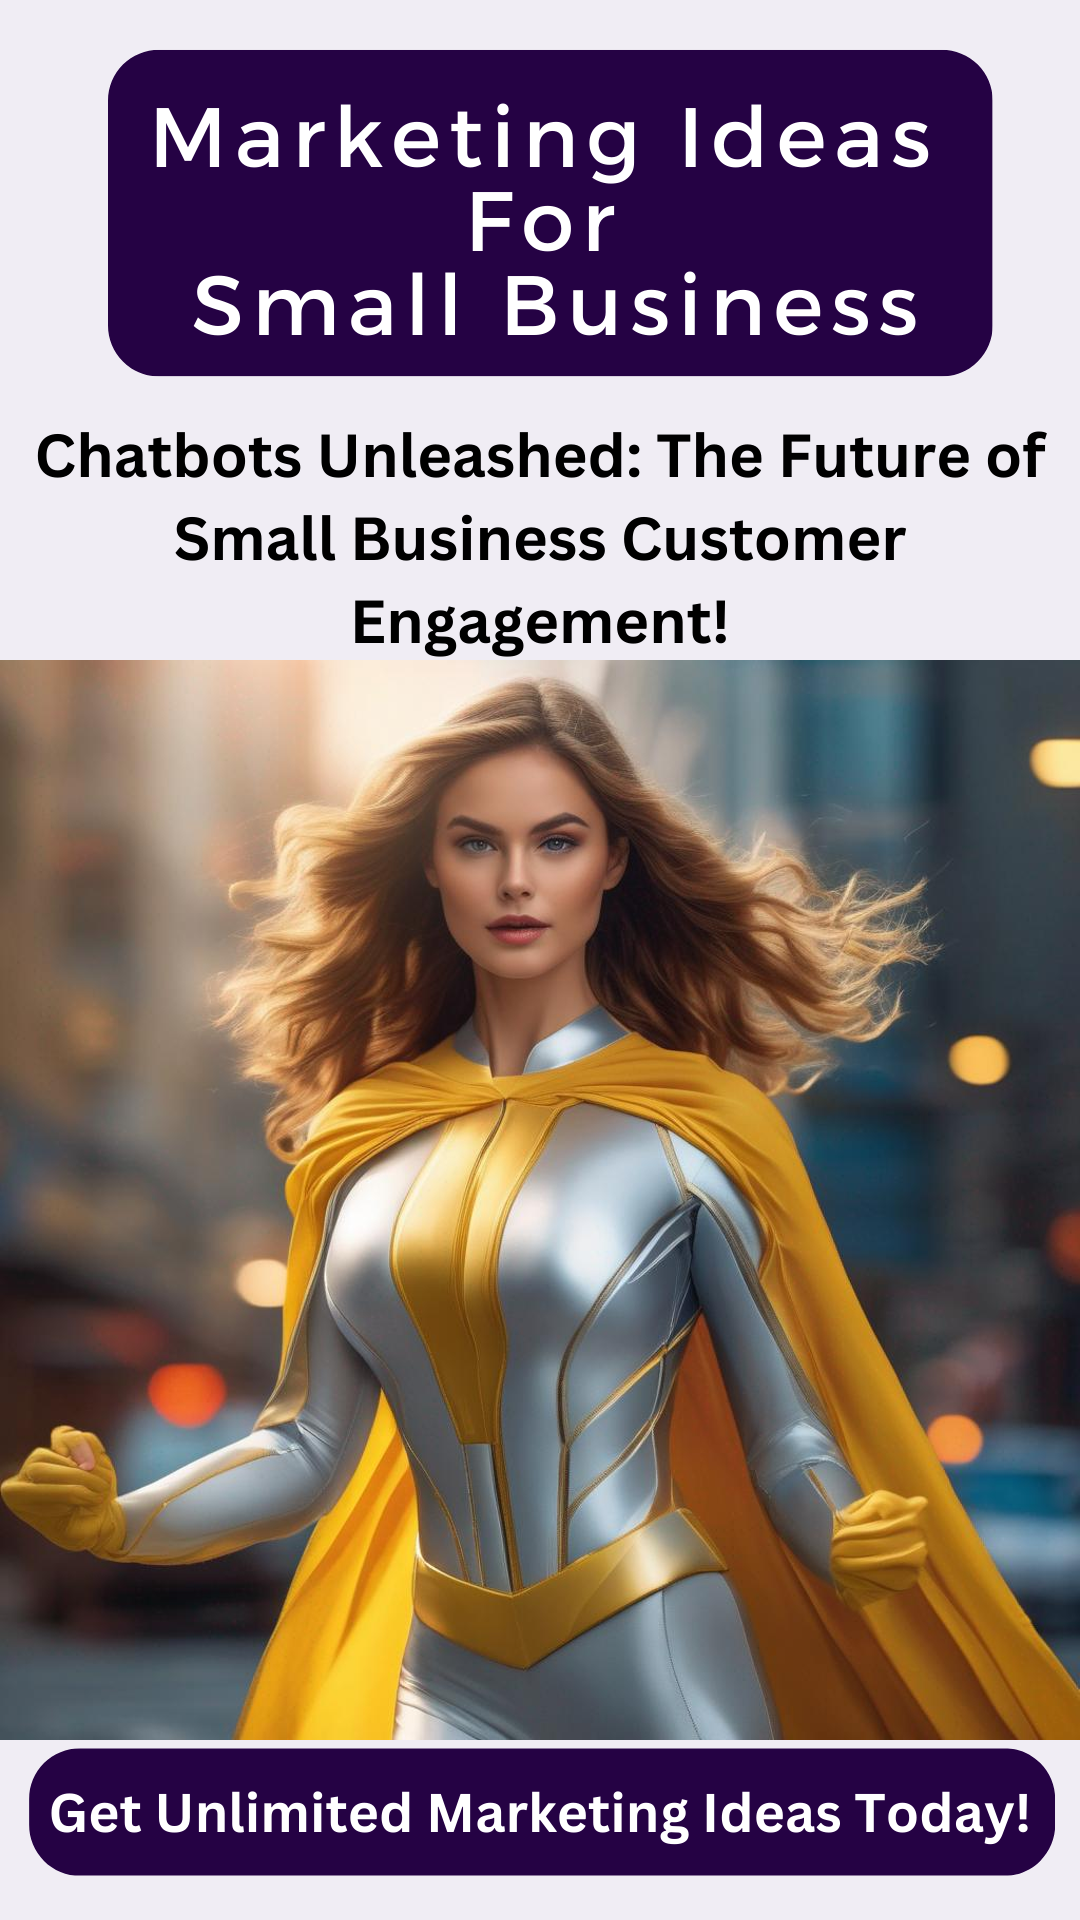 Marketing Ideas
For
Small Business
Chatbots Unleashed: The Future of
Small Business Customer
Engagement!
Get Unlimited Marketing Ideas Today!